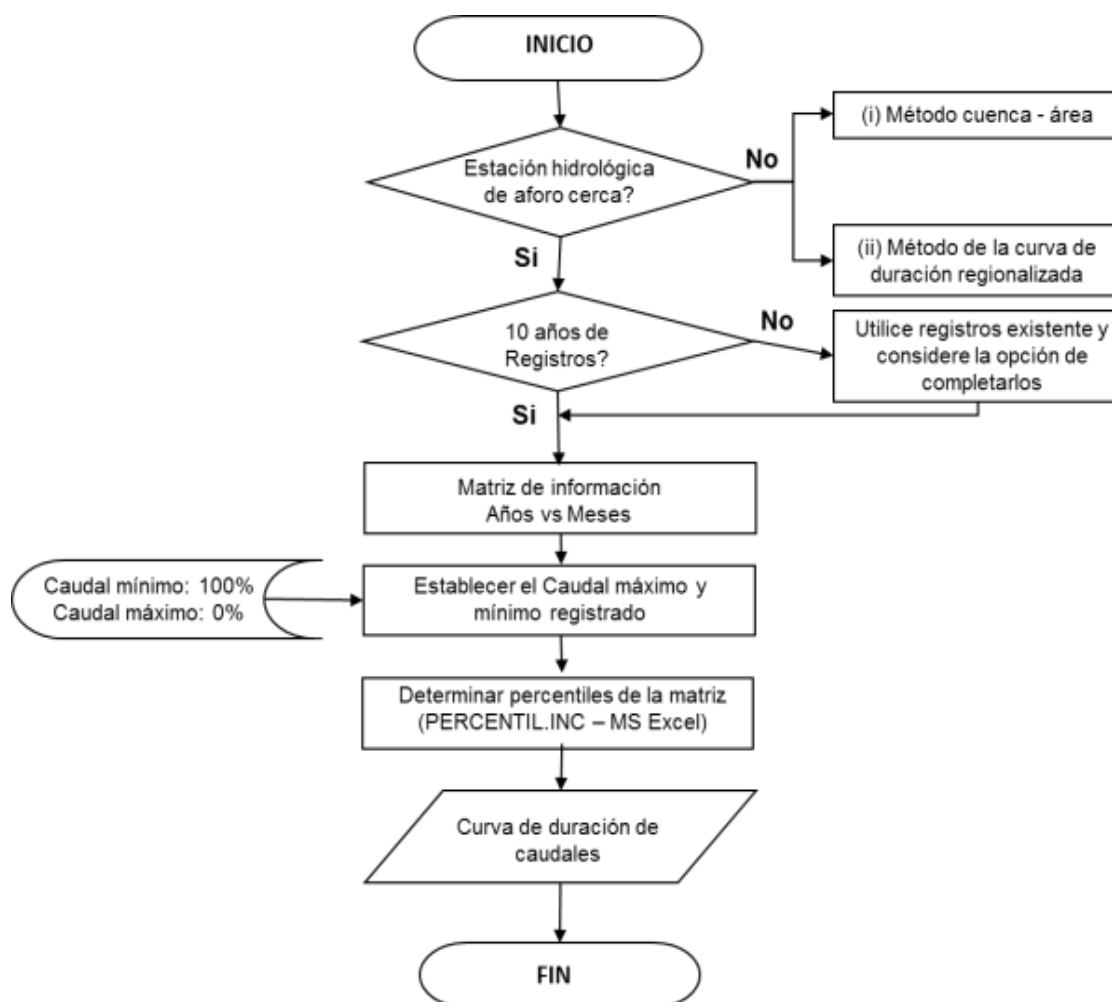 INICIO
(i) Método cuenca - área
No
Estación hidrológica
de aforo cerca?
Si
(ii) Método de la curva de
duración regionalizada
No
10 años de
Registros?
Utilice registros existente y
considere la opción de
completarlos
Si
Matriz de información
Años vs Meses
Caudal mínimo: 100%
Caudal máximo: 0%
Establecer el Caudal máximo y
mínimo registrado
Determinar percentiles de la matriz
(PERCENTIL.INC – MS Excel)
Curva de duración de
caudales
FIN